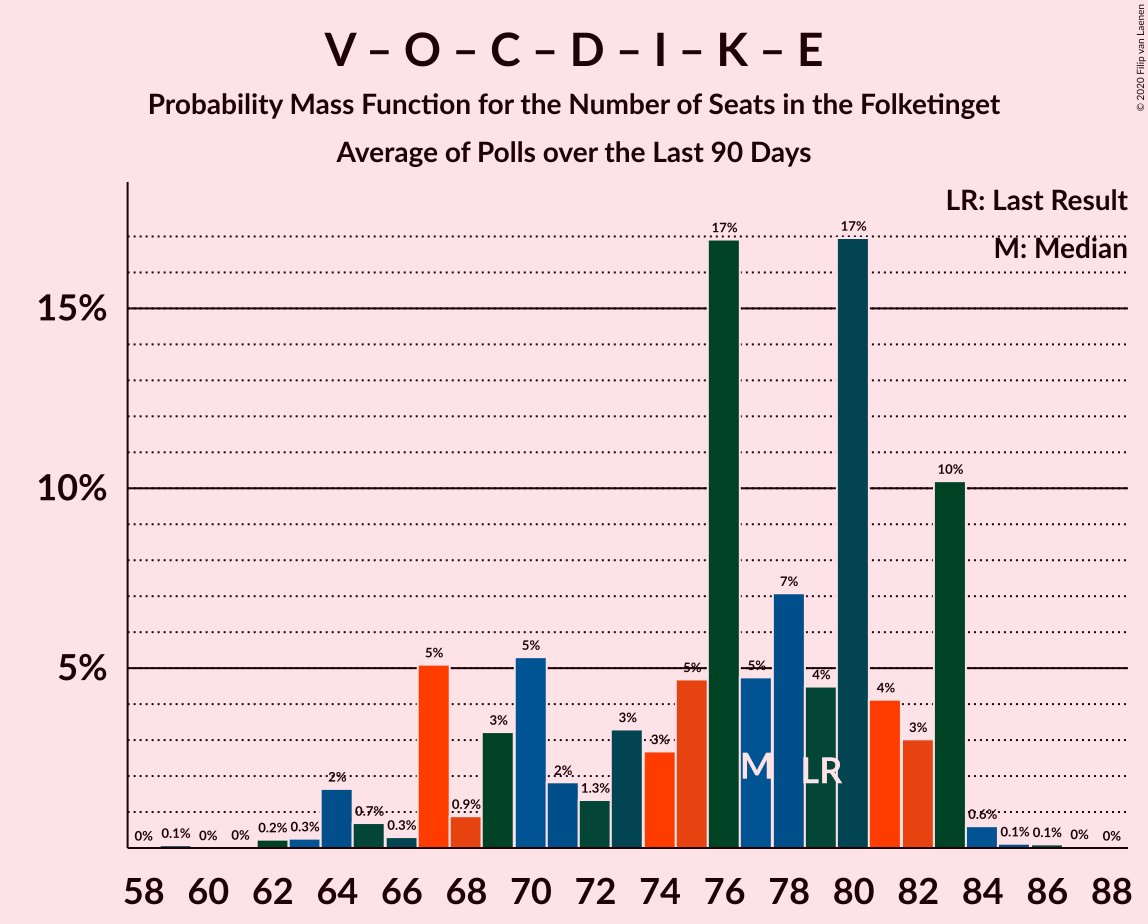 V – O – C – D – I – K – E
Probability Mass Function for the Number of Seats in the Folketinget
Average of Polls over the Last 90 Days
© 2020 Filip van Laenen
LR: Last Result
M: Median
15%
10%
5%
0% 0.1% 0% 0% 0.2% 0.3% 2% 0.7% 0.3% 5% 0.9% 3% 5% 2% 1.3% 3% 3% 5% 17% 5% 7% 4% 17% 4% 3% 10% 0.6% 0.1% 0.1% 0% 0%
M LR
58 60 62 64 66 68 70 72 74 76 78 80 82 84 86 88